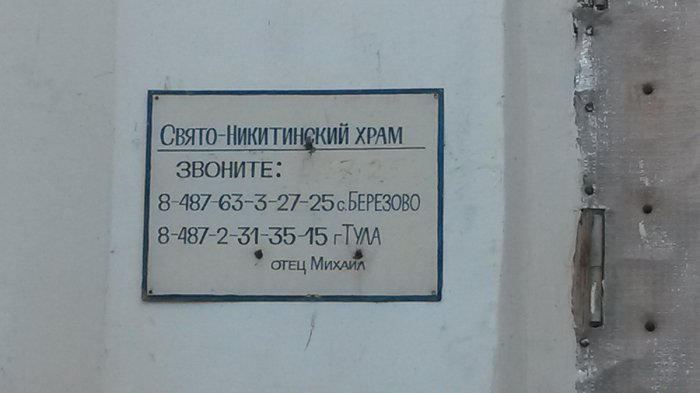 Свято-Никитинский храм
звоните:
8-487-63-3-27-25 с. Березово
8-487-2-31-35-15 г Тула
отец Михаил